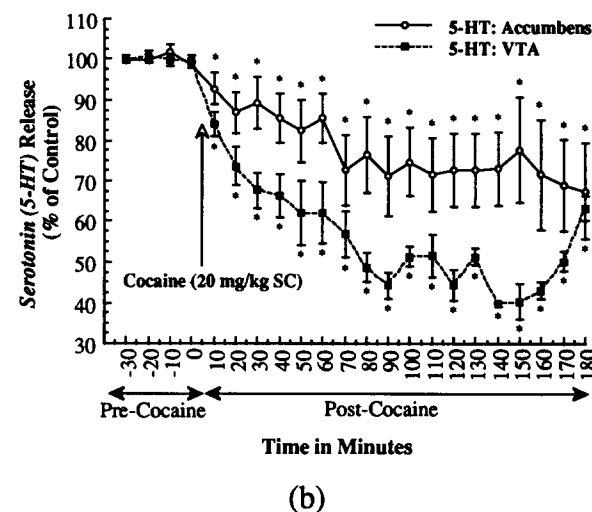 5-HT: Accumbens
5-HT: VTA
Serotonin (5-HT) Release
(% of Control)
110
100
90
80
70
60
50
40
30
Cocaine (20 mg/kg SC)
-30 -20 -10 0 10 20 30 40 50 60 70 80 90 100 110 120 130 140 150 160 170 180
Pre-Cocaine Post-Cocaine
Time in Minutes
(b)